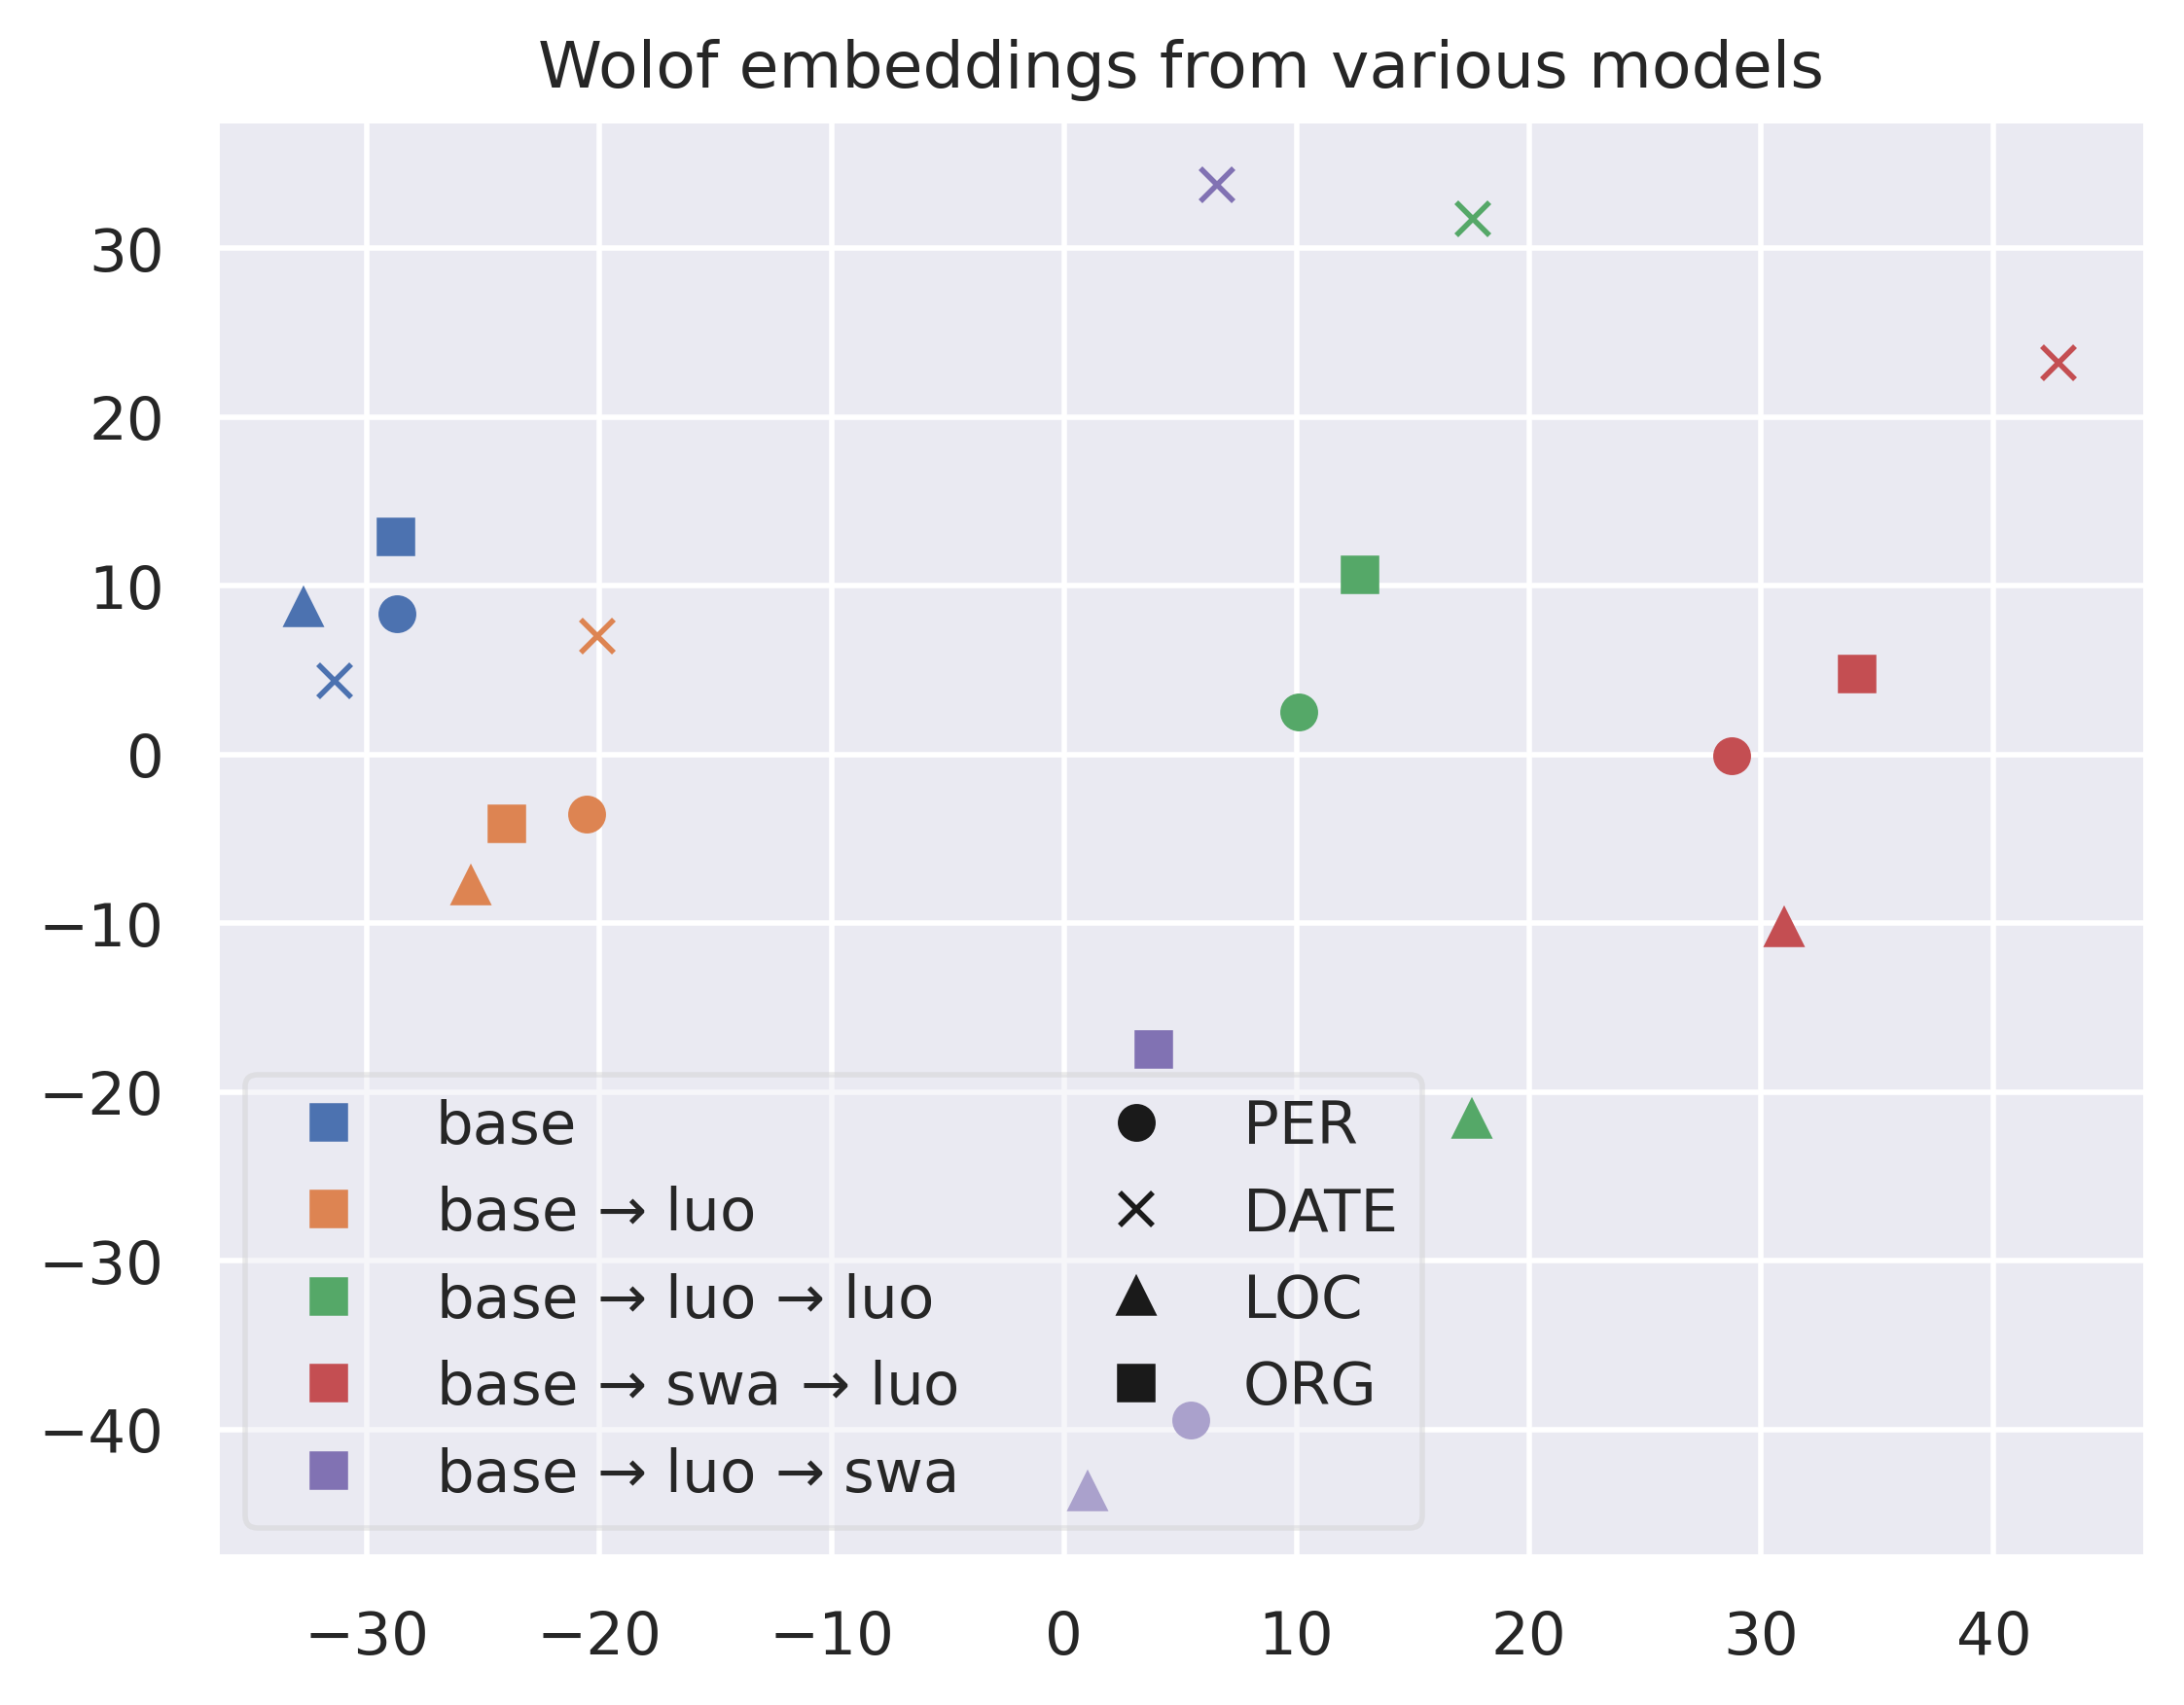 Wolof embeddings from various models
30
20
10
0
−10
−20
−30
−40
base
base → luo
base → luo → luo
base → swa → luo
base → luo → swa
PER
DATE
LOC
ORG
−30 −20 −10 0 10 20 30 40